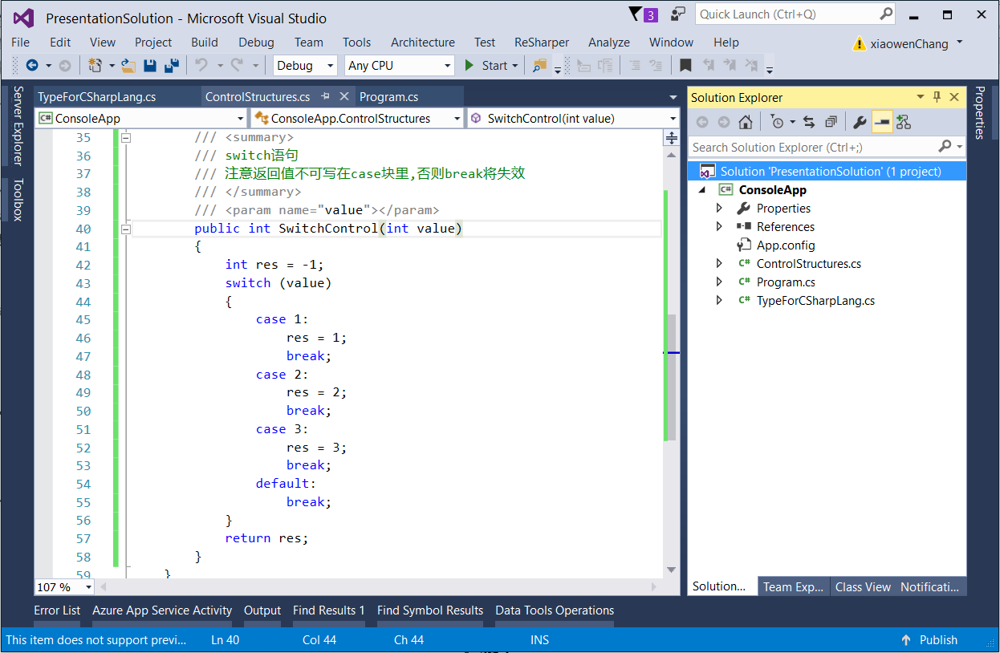 PresentationSolution - Microsoft Visual Studio
3
Quick Launch (Ctrl+Q)
File Edit View Project Build Debug Team Tools Architecture Test ReSharper Analyze Window Help
xiaowenChang
Debug Any CPU Start
Server Explorer
Toolbox
TypeForCSharpLang.cs ControlStructures.cs Program.cs
C# ConsoleApp ConsoleApp.ControlStructures SwitchControl(int value)
35 /// <summary>
36 /// switch语句
37 /// 注意返回值不可写在case块里,否则break将失效
38 /// </summary>
39 /// <param name="value"></param>
40 public int SwitchControl(int value)
41 {
42 int res = -1;
43 switch (value)
44 {
45 case 1:
46 res = 1;
47 break;
48 case 2:
49 res = 2;
50 break;
51 case 3:
52 res = 3;
53 break;
54 default:
55 break;
56 }
57 return res;
58 }
59 }
107 %
Solution Explorer
Search Solution Explorer (Ctrl+;)
Solution 'PresentationSolution' (1 project)
C# ConsoleApp
Properties
References
App.config
C# ControlStructures.cs
C# Program.cs
C# TypeForCSharpLang.cs
Solution... Team Exp... Class View Notificati...
Properties
Error List Azure App Service Activity Output Find Results 1 Find Symbol Results Data Tools Operations
This item does not support previ... Ln 40 Col 44 Ch 44 INS Publish